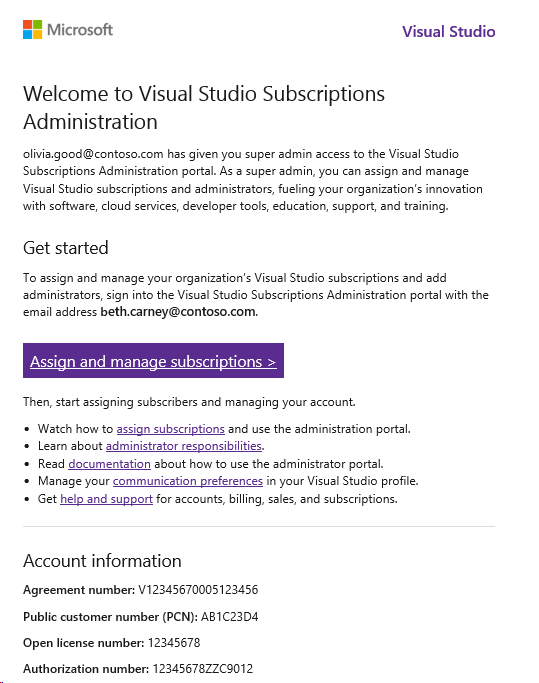 Microsoft
Visual Studio
Welcome to Visual Studio Subscriptions
Administration
olivia.good@contoso.com has given you super admin access to the Visual Studio
Subscriptions Administration portal. As a super admin, you can assign and manage
Visual Studio subscriptions and administrators, fueling your organization's innovation
with software, cloud services, developer tools, education, support, and training.
Get started
To assign and manage your organization's Visual Studio subscriptions and add
administrators, sign into the Visual Studio Subscriptions Administration portal with the
email address beth.carney@contoso.com.
Assign and manage subscriptions >
Then, start assigning subscribers and managing your account.
• Watch how to assign subscriptions and use the administration portal.
• Learn about administrator responsibilities.
• Read documentation about how to use the administrator portal.
• Manage your communication preferences in your Visual Studio profile.
• Get help and support for accounts, billing, sales, and subscriptions.
Account information
Agreement number: V12345670005123456
Public customer number (PCN): AB1C23D4
Open license number: 12345678
Authorization number: 12345678ZZC9012